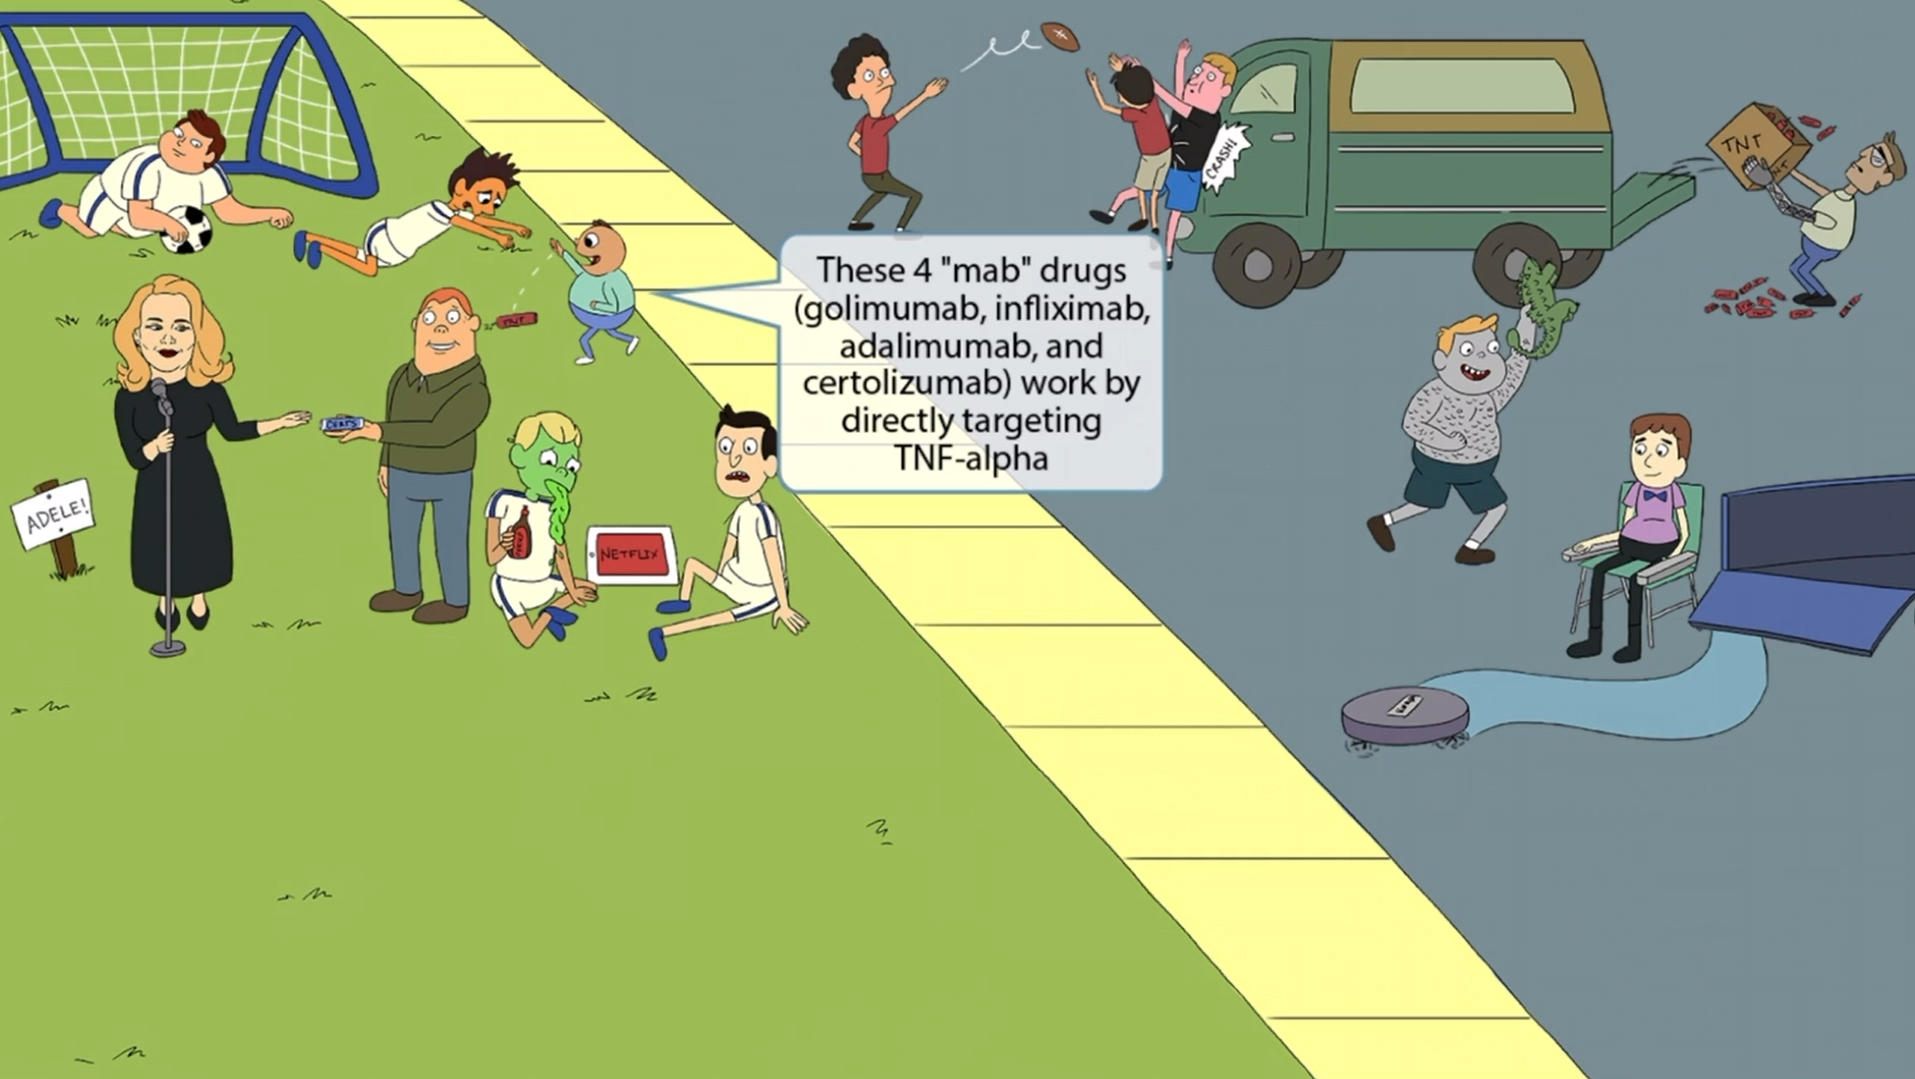 CRASH!
TNT
These 4 "mab" drugs
(golimumab, infliximab,
adalimumab, and
certolizumab) work by
directly targeting
TNF-alpha
TNT
CERTS
ADELE!
NETFLIX